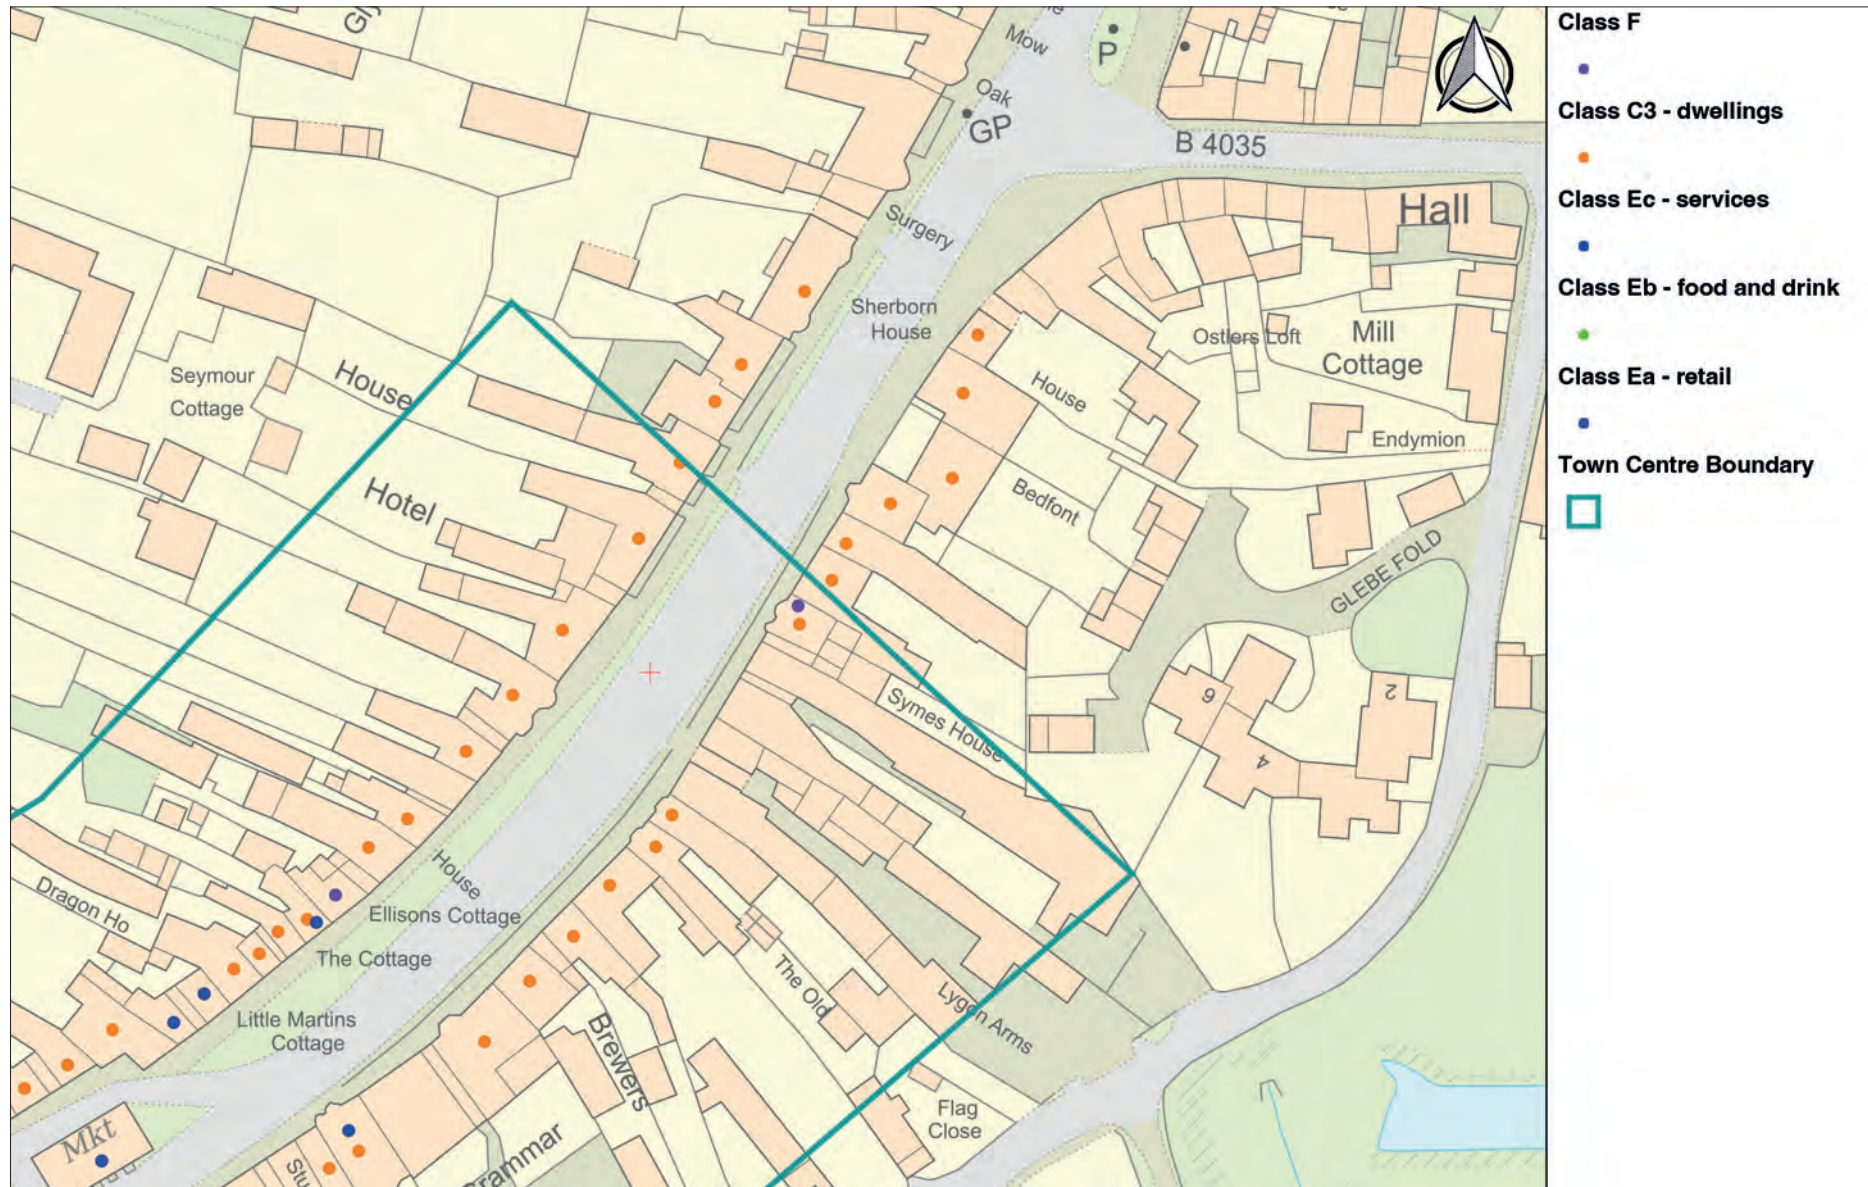 Mow
P
Oak
GP
B 4035
Surgery
Hall
Sherborn
House
Ostlers Loft
Mill
Cottage
Seymour
Cottage
House
House
Endymion
Hotel
Bedfont
GLEBE FOLD
Symes House
6
2
4
House
Ellisons Cottage
Dragon Ho
The Cottage
The Old
Lygon Arms
Little Martins
Cottage
Brewers
Flag
Close
Mkt
Class F
Class C3 - dwellings
Class Ec - services
Class Eb - food and drink
Class Ea - retail
Town Centre Boundary